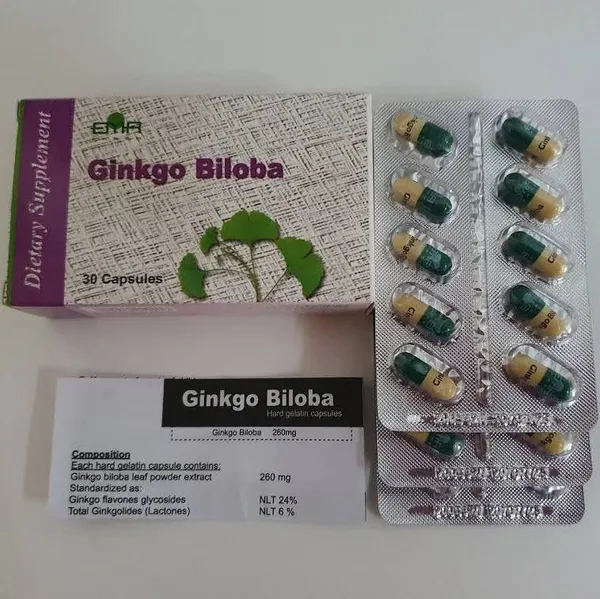 EMA
Ginkgo Biloba
Dietary Supplement
30 Capsules
Ginkgo Biloba
Hard gelatin capsules
Ginkgo Biloba 260mg
Composition
Each hard gelatin capsule contains:
Ginkgo biloba leaf powder extract 260 mg
Standardized as:
Ginkgo flavones glycosides NLT 24%
Total Ginkgolides (Lactones) NLT 6 %